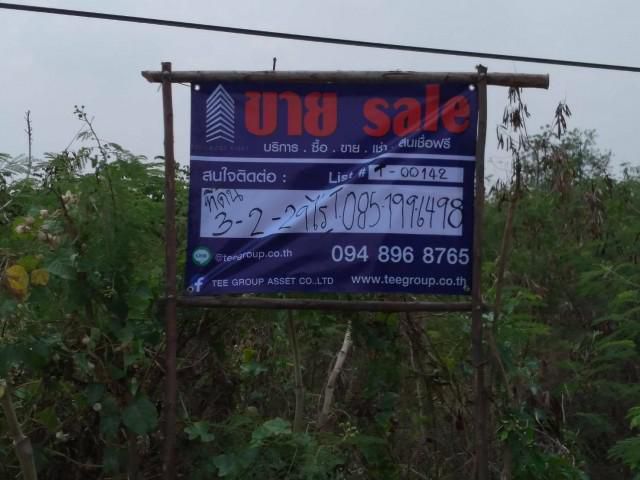 ขาย sale
บริการ . ซื้อ . ขาย . เช่า . สินเชื่อฟรี
สนใจติดต่อ : List # T-00142
ที่ดิน
3-2-29ไร่ T.085.199.1498
LINE @teegroup.co.th 094 896 8765
f TEE GROUP ASSET CO.,LTD www.teegroup.co.th